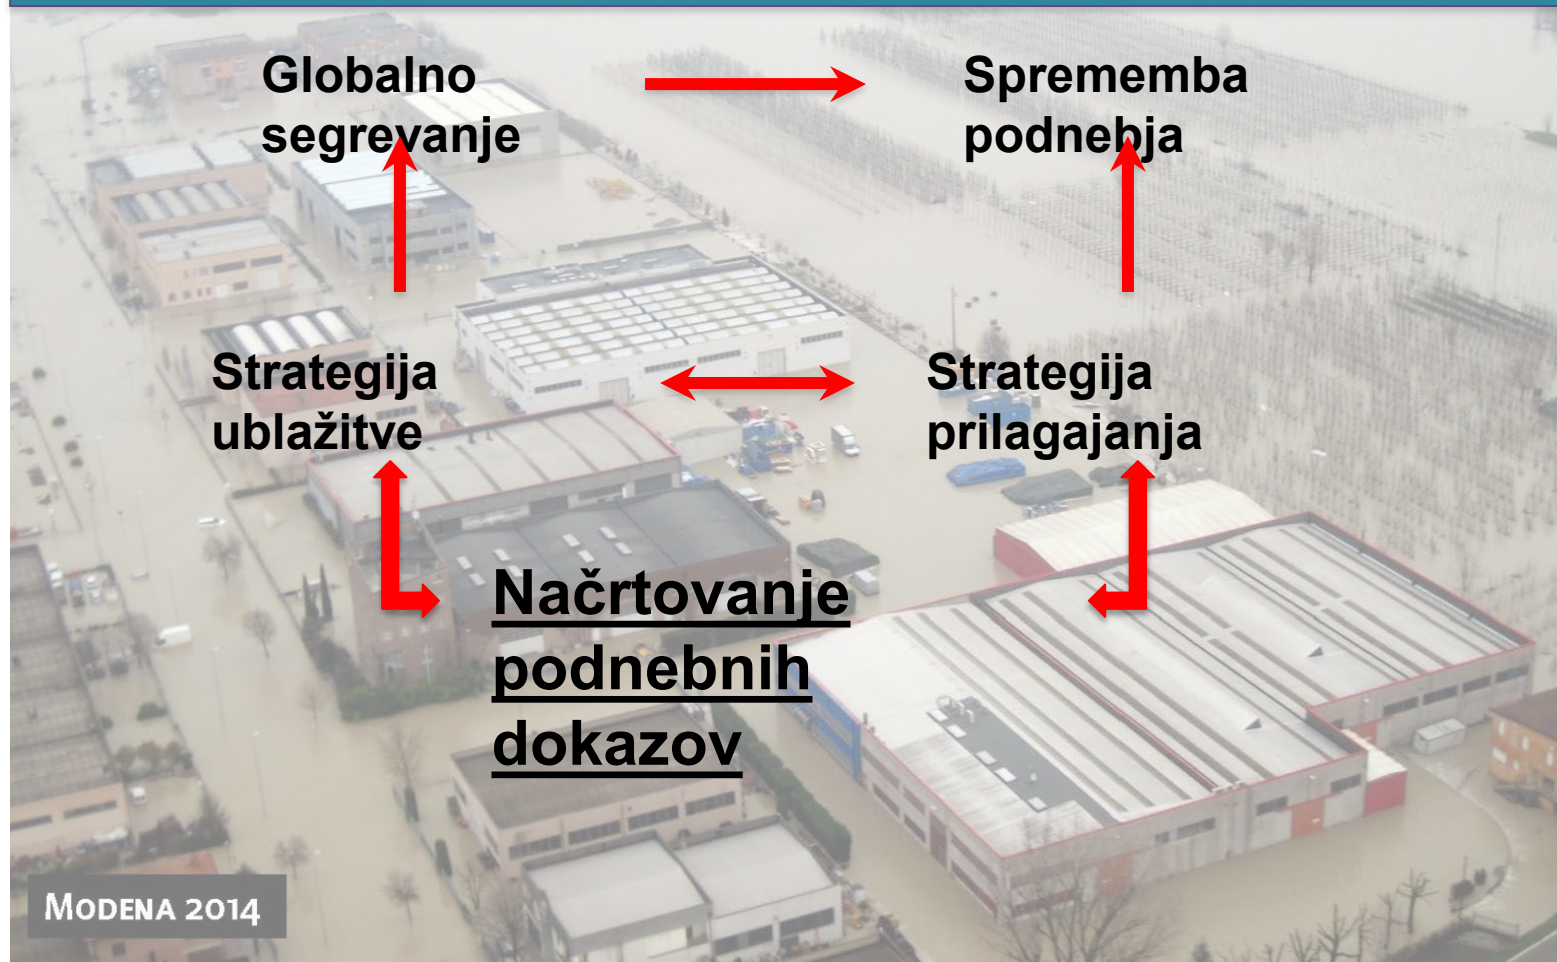 Globalno
segrevanje
Sprememba
podnebja
Strategija
ublažitve
Strategija
prilagajanja
Načrtovanje
podnebnih
dokazov
MODENA 2014